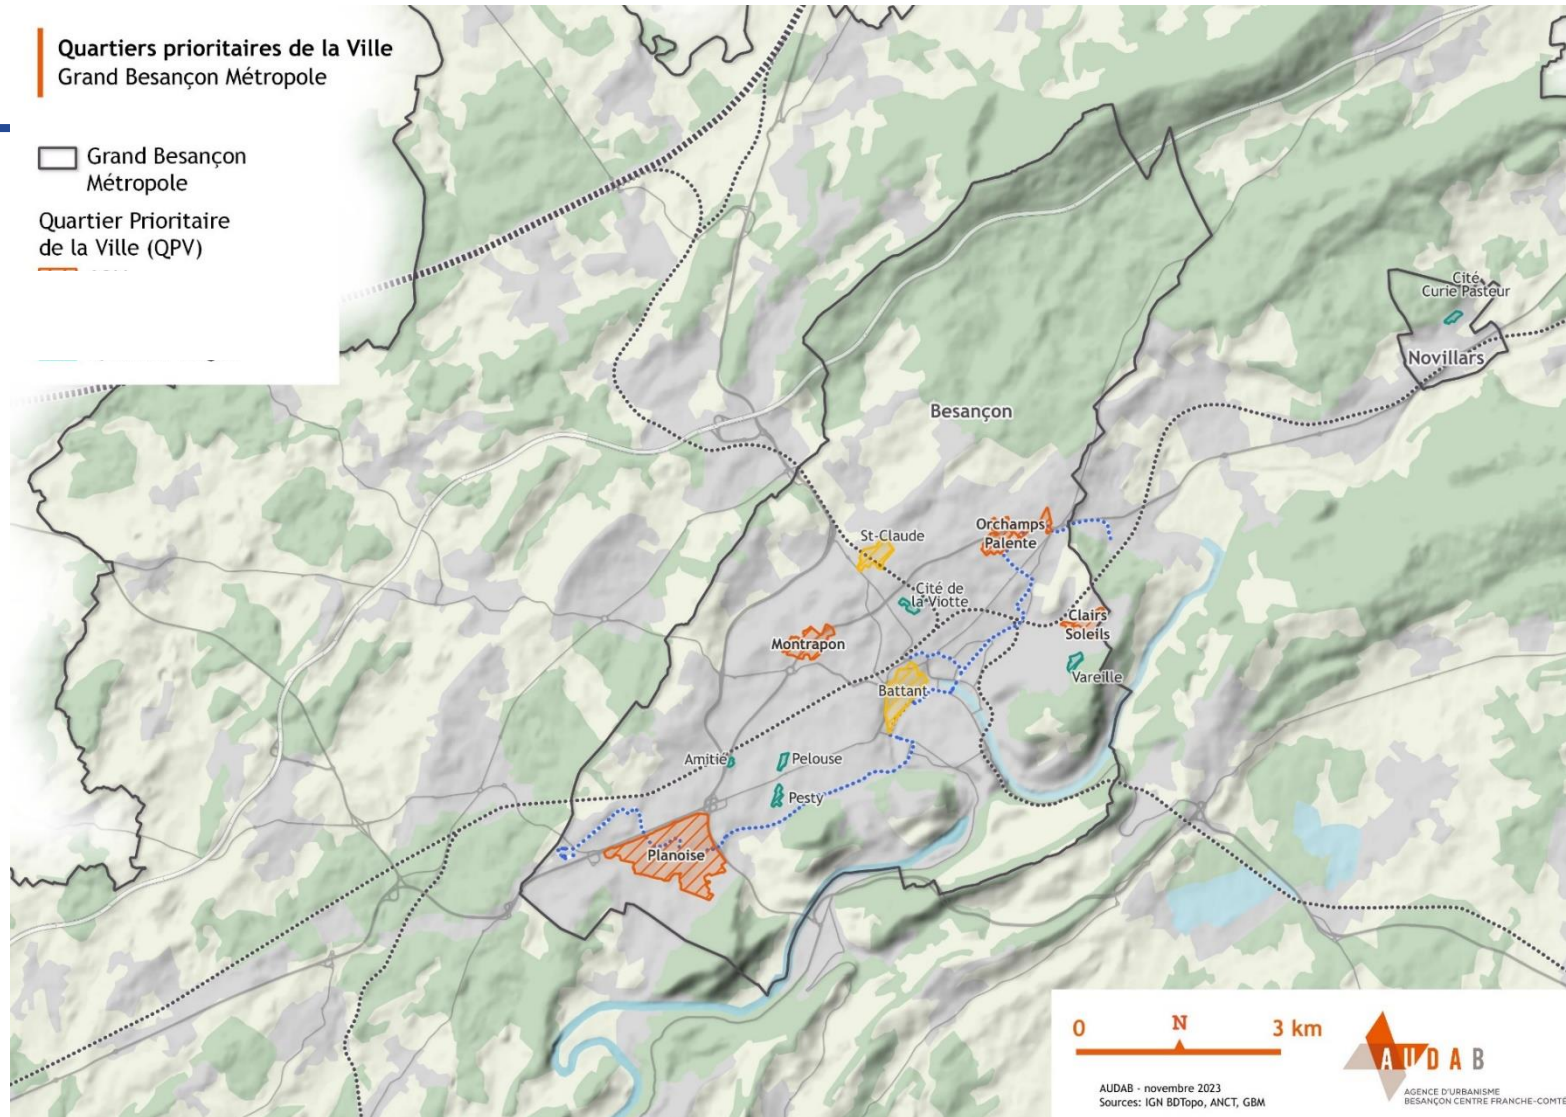 Quartiers prioritaires de la Ville
Grand Besançon Métropole
Grand Besançon
Métropole
Quartier Prioritaire
de la Ville (QPV)
Cité
Curie Pasteur
Novillars
Besançon
St-Claude
Orchamps
Palente
Cité de
la Viotte
Clairs
Soleils
Montrapon
Vareille
Battant
Amitié
Pelouse
Pesty
Planoise
0 N 3 km
AUDAB
AUDAB - novembre 2023
Sources: IGN BDTopo, ANCT, GBM
AGENCE D'URBANISME
BESANÇON CENTRE FRANCHE-COMTÉ